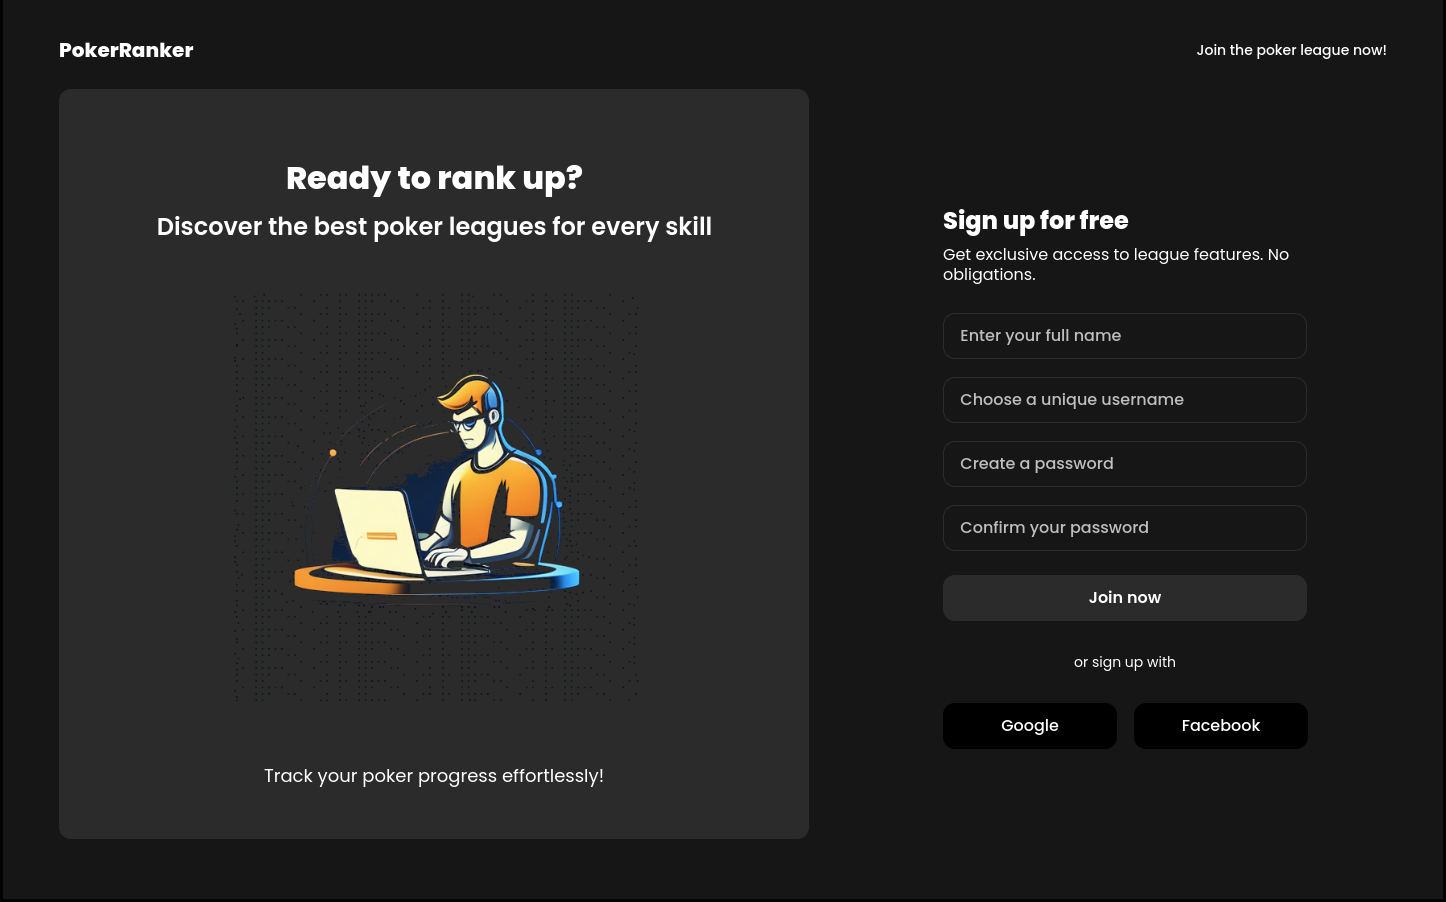 PokerRanker
Join the poker league now!
Ready to rank up?
Discover the best poker leagues for every skill
Track your poker progress effortlessly!
Sign up for free
Get exclusive access to league features. No
obligations.
Enter your full name
Choose a unique username
Create a password
Confirm your password
Join now
or sign up with
Google
Facebook